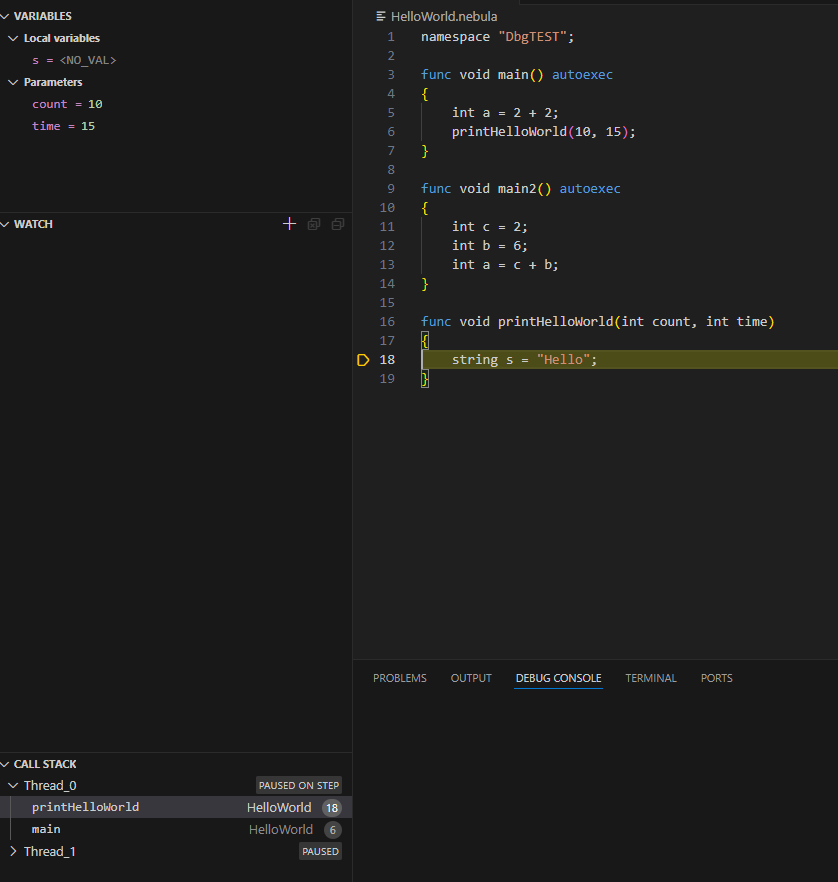 VARIABLES
Local variables
s = <NO_VAL>
Parameters
count = 10
time = 15
WATCH
CALL STACK
Thread_0 PAUSED ON STEP
printHelloWorld HelloWorld 18
main HelloWorld 6
Thread_1 PAUSED
HelloWorld.nebula
1 namespace "DbgTEST";
2
3 func void main() autoexec
4 {
5 int a = 2 + 2;
6 printHelloWorld(10, 15);
7 }
8
9 func void main2() autoexec
10 {
11 int c = 2;
12 int b = 6;
13 int a = c + b;
14 }
15
16 func void printHelloWorld(int count, int time)
17 {
18 string s = "Hello";
19 }
PROBLEMS OUTPUT DEBUG CONSOLE TERMINAL PORTS